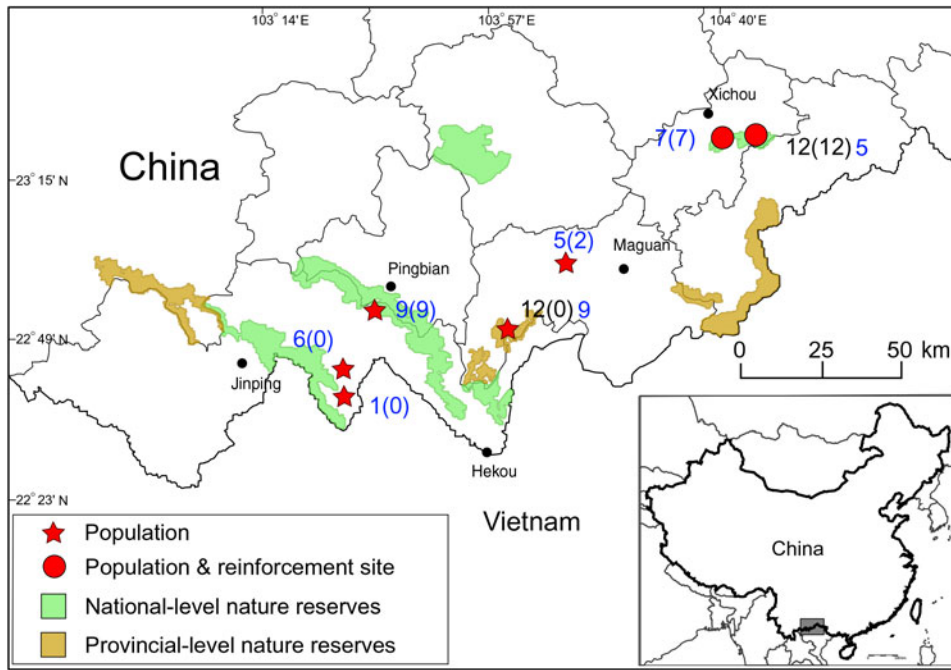 103°14'E
103°57'E
104°40'E
Xichou
China
7(7)
12(12) 5
23°15'N
5(2)
Maguan
Pingbian
9(9)
12(0) 9
22°49'N
6(0)
0 25 50 km
Jinping
1(0)
Hekou
22°23'N
Vietnam
Population
Population & reinforcement site
National-level nature reserves
Provincial-level nature reserves
China